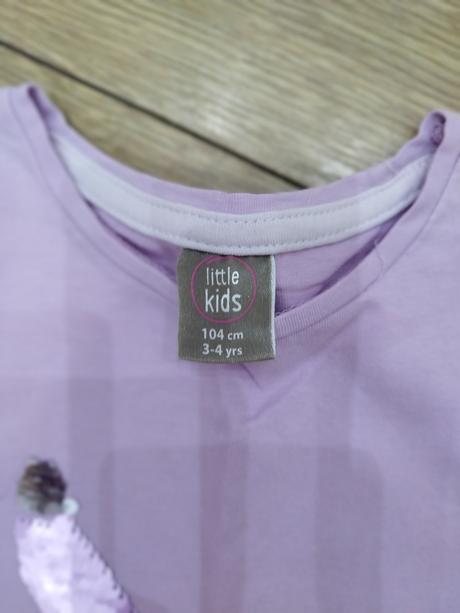 little
kids
104 cm
3-4 yrs